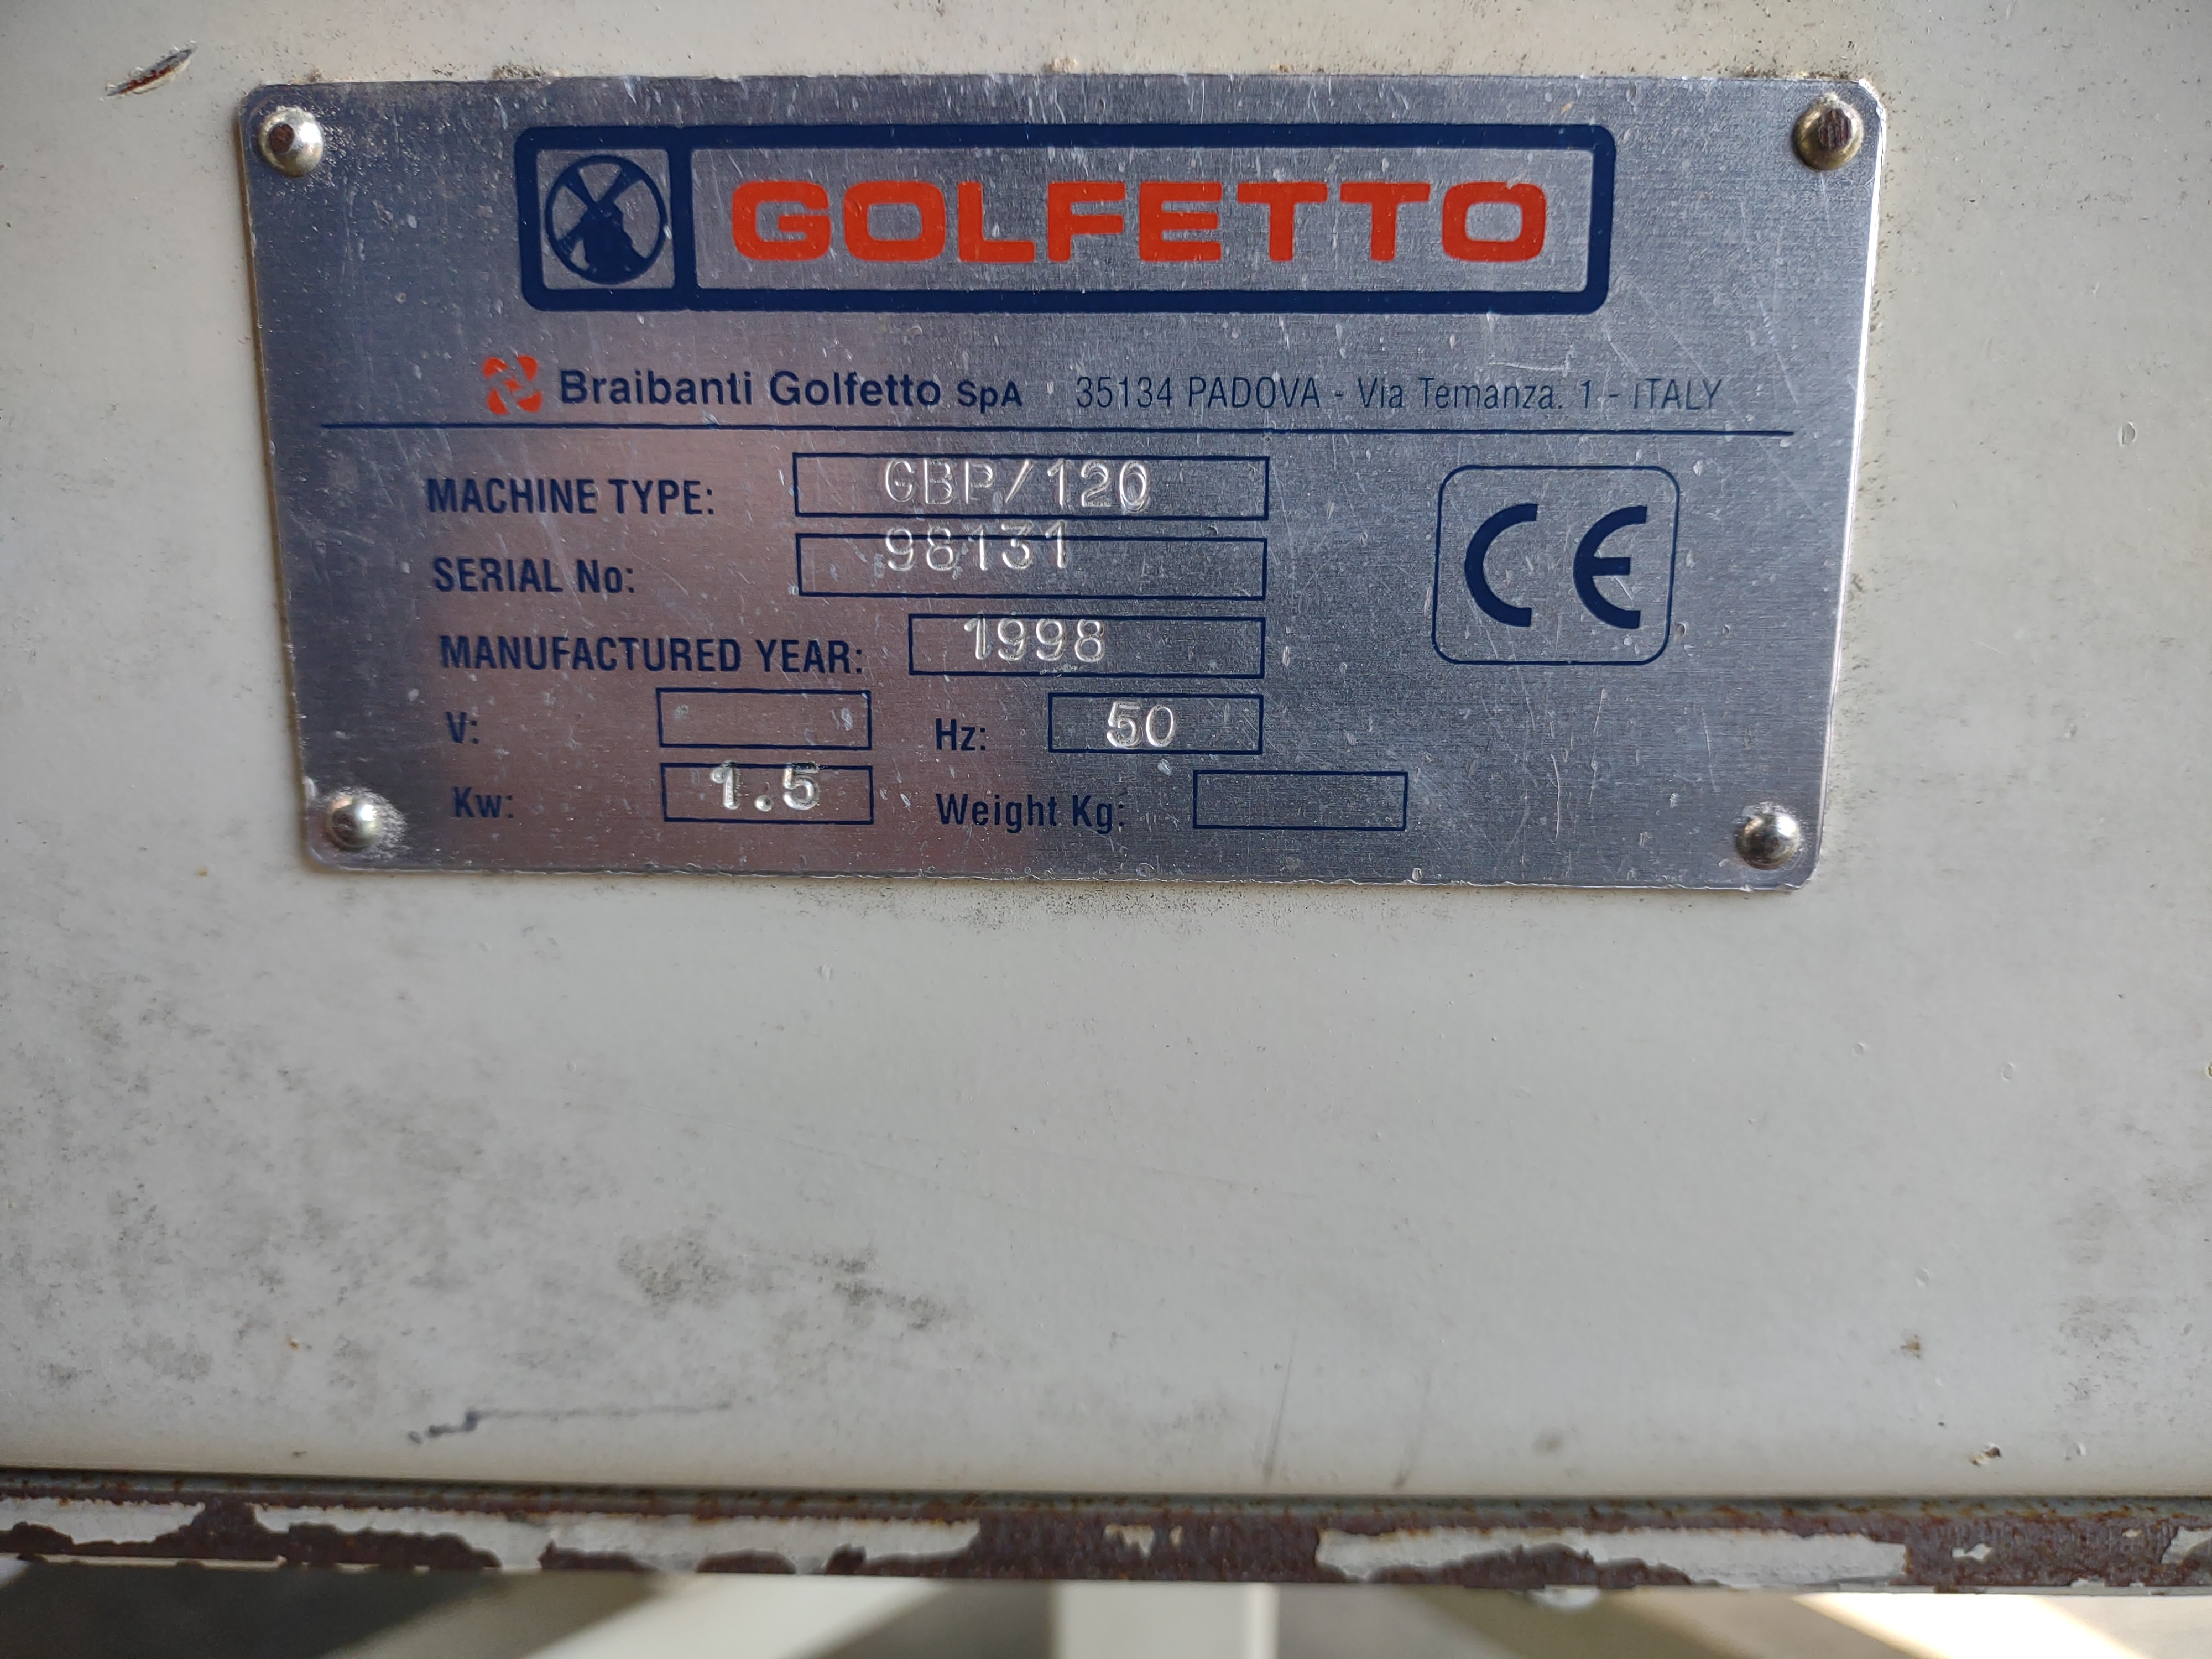 GOLFETTO
Braibanti Golfetto SpA 35134 PADOVA - Via Temanza. 1 - ITALY
MACHINE TYPE: GBP/120
SERIAL No: 98131
MANUFACTURED YEAR: 1998
CE
V: Hz: 50
Kw: 1.5 Weight Kg: